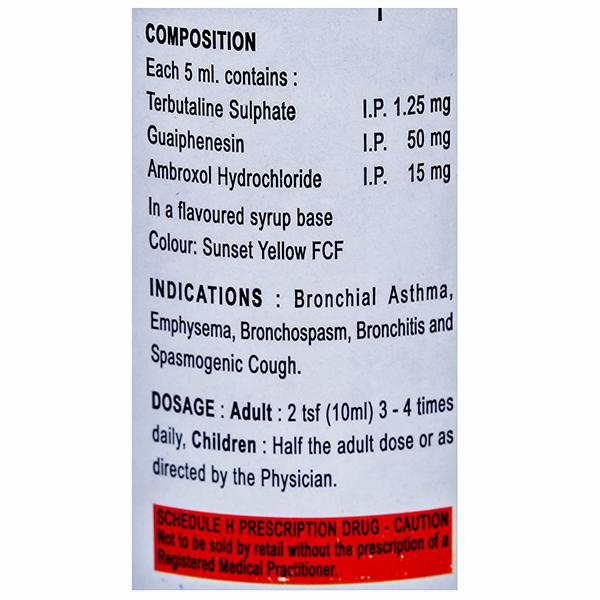 COMPOSITION
Each 5 ml. contains :
Terbutaline Sulphate I.P. 1.25 mg
Guaiphenesin I.P. 50 mg
Ambroxol Hydrochloride I.P. 15 mg
In a flavoured syrup base
Colour: Sunset Yellow FCF
INDICATIONS : Bronchial Asthma,
Emphysema, Bronchospasm, Bronchitis and
Spasmogenic Cough.
DOSAGE : Adult : 2 tsf (10ml) 3 - 4 times
daily, Children : Half the adult dose or as
directed by the Physician.
SCHEDULE H PRESCRIPTION DRUG - CAUTION
Not to be sold by retail without the prescription of a
Registered Medical Practitioner.